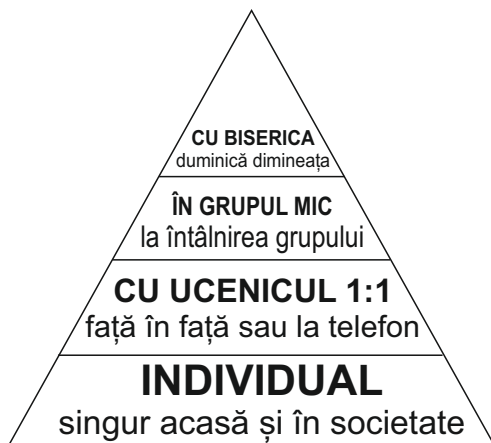 CU BISERICA
duminică dimineața
ÎN GRUPUL MIC
la întâlnirea grupului
CU UCENICUL 1:1
față în față sau la telefon
INDIVIDUAL
singur acasă și în societate